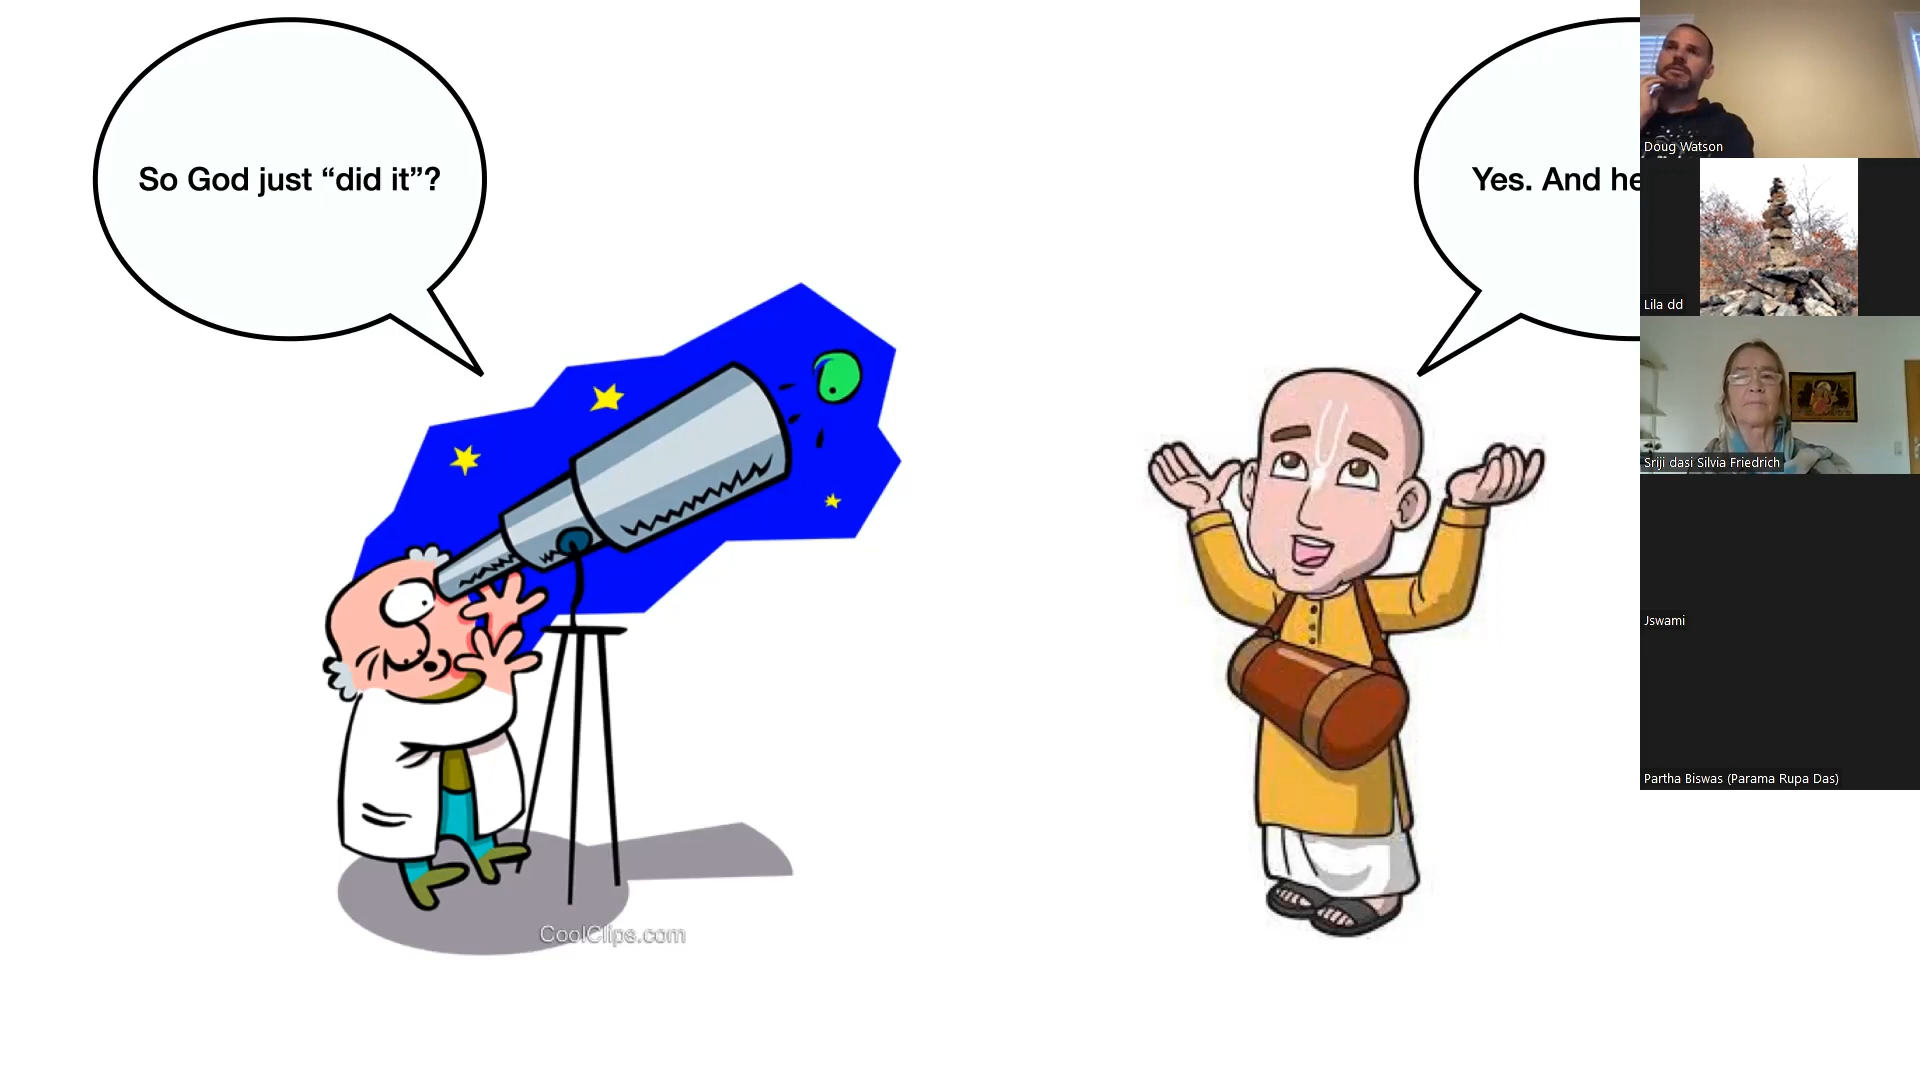 So God just “did it”?
Yes. And he
Doug Watson
Lila dd
Sriji dasi Silvia Friedrich
Jswami
Partha Biswas (Parama Rupa Das)
CoolClips.com